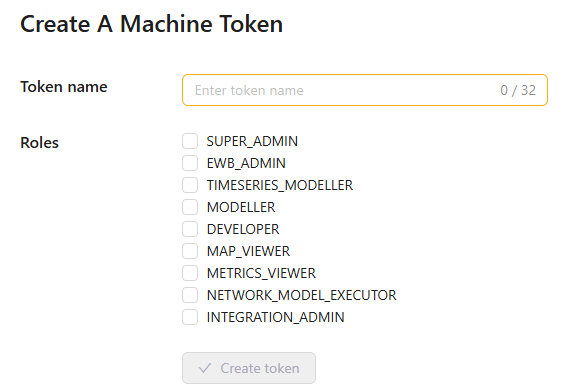 Create A Machine Token
Token name
Enter token name 0 / 32
Roles
SUPER_ADMIN
EWB_ADMIN
TIMESERIES_MODELLER
MODELLER
DEVELOPER
MAP_VIEWER
METRICS_VIEWER
NETWORK_MODEL_EXECUTOR
INTEGRATION_ADMIN
Create token